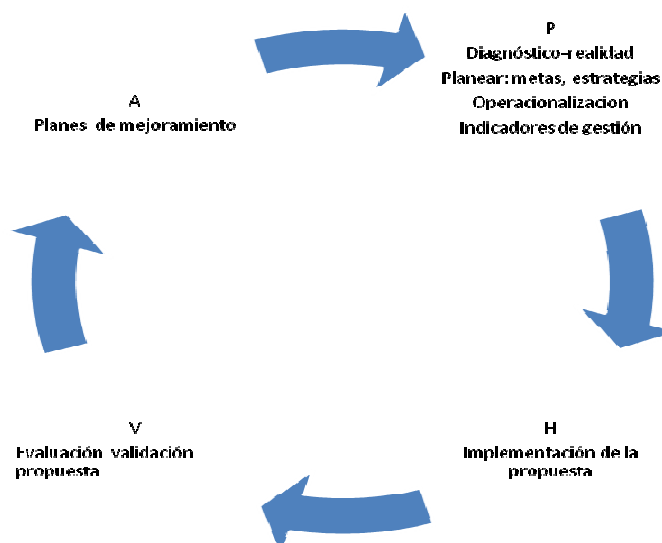 P
Diagnóstico-realidad
Planear: metas, estrategias
Operacionalizacion
Indicadores de gestión
A
Planes de mejoramiento
V
Evaluación validación
propuesta
H
Implementación de la
propuesta